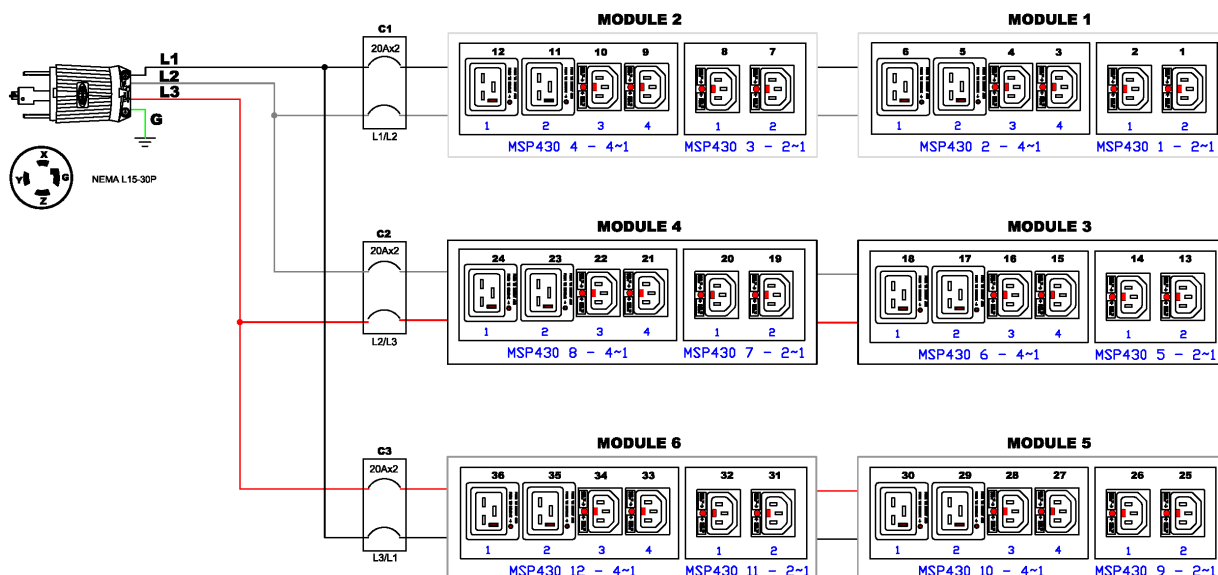 MODULE 2
MODULE 1
C1
20Ax2
12 11 10 9 8 7
6 5 4 3 2 1
L1
L2
L3
G
1 2 3 4 1 2
1 2 3 4 1 2
L1/L2
MSP430 4 - 4~1 MSP430 3 - 2~1
MSP430 2 - 4~1 MSP430 1 - 2~1
X
Y
G
Z
NEMA L15-30P
MODULE 4
MODULE 3
C2
20Ax2
24 23 22 21 20 19
18 17 16 15 14 13
1 2 3 4 1 2
1 2 3 4 1 2
L2/L3
MSP430 8 - 4~1 MSP430 7 - 2~1
MSP430 6 - 4~1 MSP430 5 - 2~1
MODULE 6
MODULE 5
C3
20Ax2
36 35 34 33 32 31
30 29 28 27 26 25
1 2 3 4 1 2
1 2 3 4 1 2
L3/L1
MSP430 12 - 4~1 MSP430 11 - 2~1
MSP430 10 - 4~1 MSP430 9 - 2~1